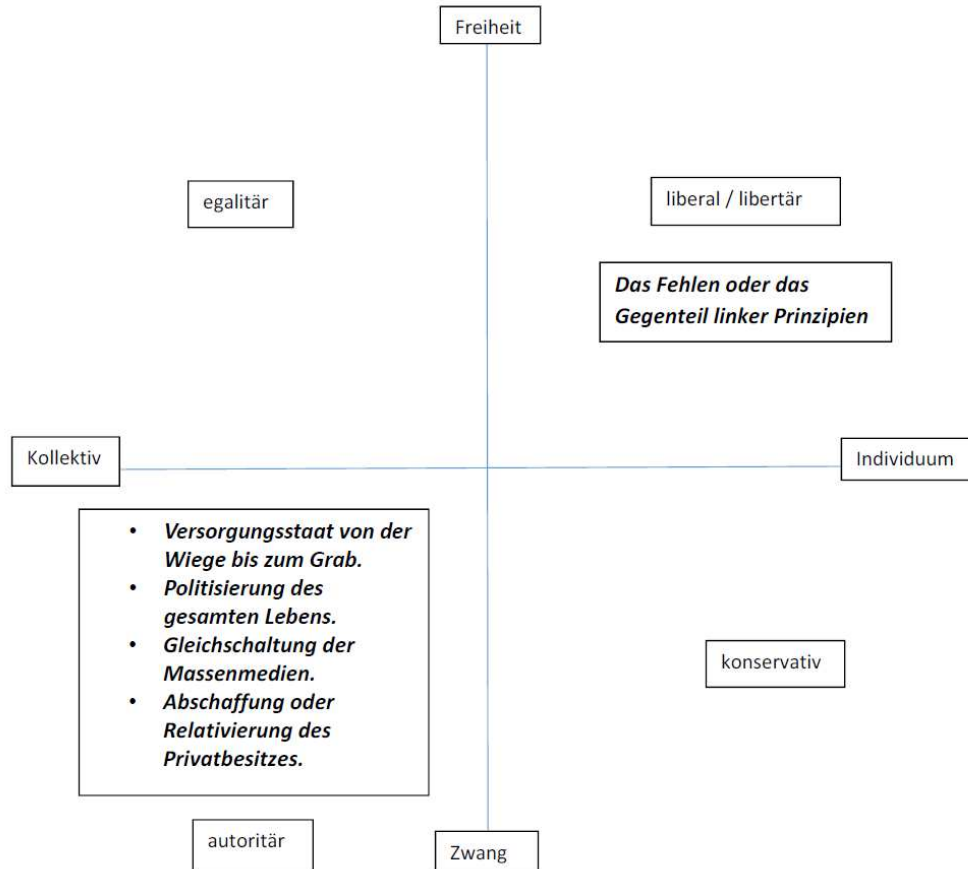 Freiheit
egalitär
liberal / libertär
Das Fehlen oder das
Gegenteil linker Prinzipien
Kollektiv
Individuum
• Versorgungsstaat von der
Wiege bis zum Grab.
• Politisierung des
gesamten Lebens.
• Gleichschaltung der
Massenmedien.
• Abschaffung oder
Relativierung des
Privatbesitzes.
konservativ
autoritär
Zwang